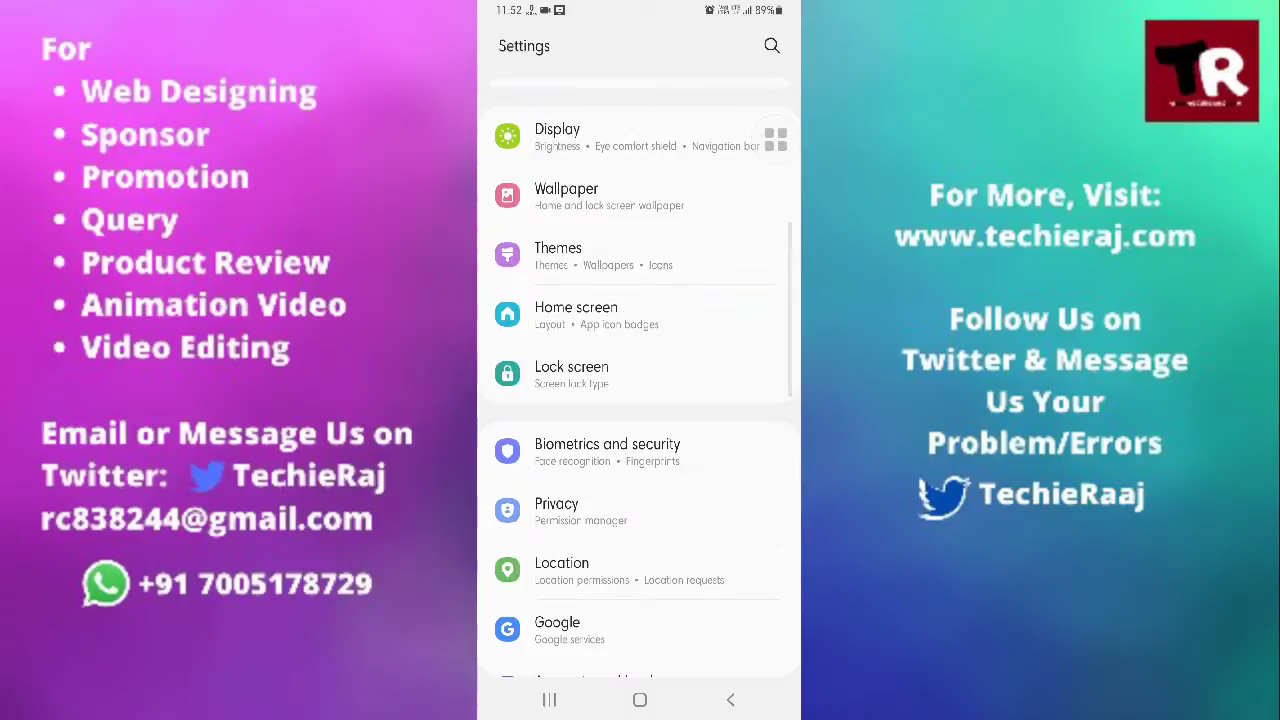 For
• Web Designing
• Sponsor
• Promotion
• Query
• Product Review
• Animation Video
• Video Editing
Email or Message Us on
Twitter: TechieRaj
rc838244@gmail.com
+91 7005178729
11:52
89%
Settings
Display
Brightness • Eye comfort shield • Navigation bar
Wallpaper
Home and lock screen wallpaper
Themes
Themes • Wallpapers • Icons
Home screen
Layout • App icon badges
Lock screen
Screen lock type
Biometrics and security
Face recognition • Fingerprints
Privacy
Permission manager
Location
Location permissions • Location requests
Google
Google services
TR
For More, Visit:
www.techieraj.com
Follow Us on
Twitter & Message
Us Your
Problem/Errors
TechieRaaj